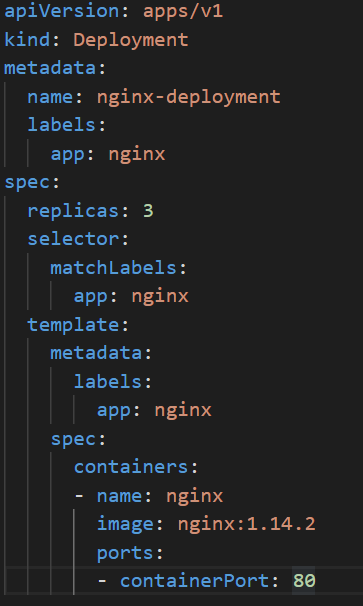 apiVersion: apps/v1
kind: Deployment
metadata:
  name: nginx-deployment
  labels:
    app: nginx
spec:
  replicas: 3
  selector:
    matchLabels:
      app: nginx
  template:
    metadata:
      labels:
        app: nginx
    spec:
      containers:
      - name: nginx
        image: nginx:1.14.2
        ports:
        - containerPort: 80